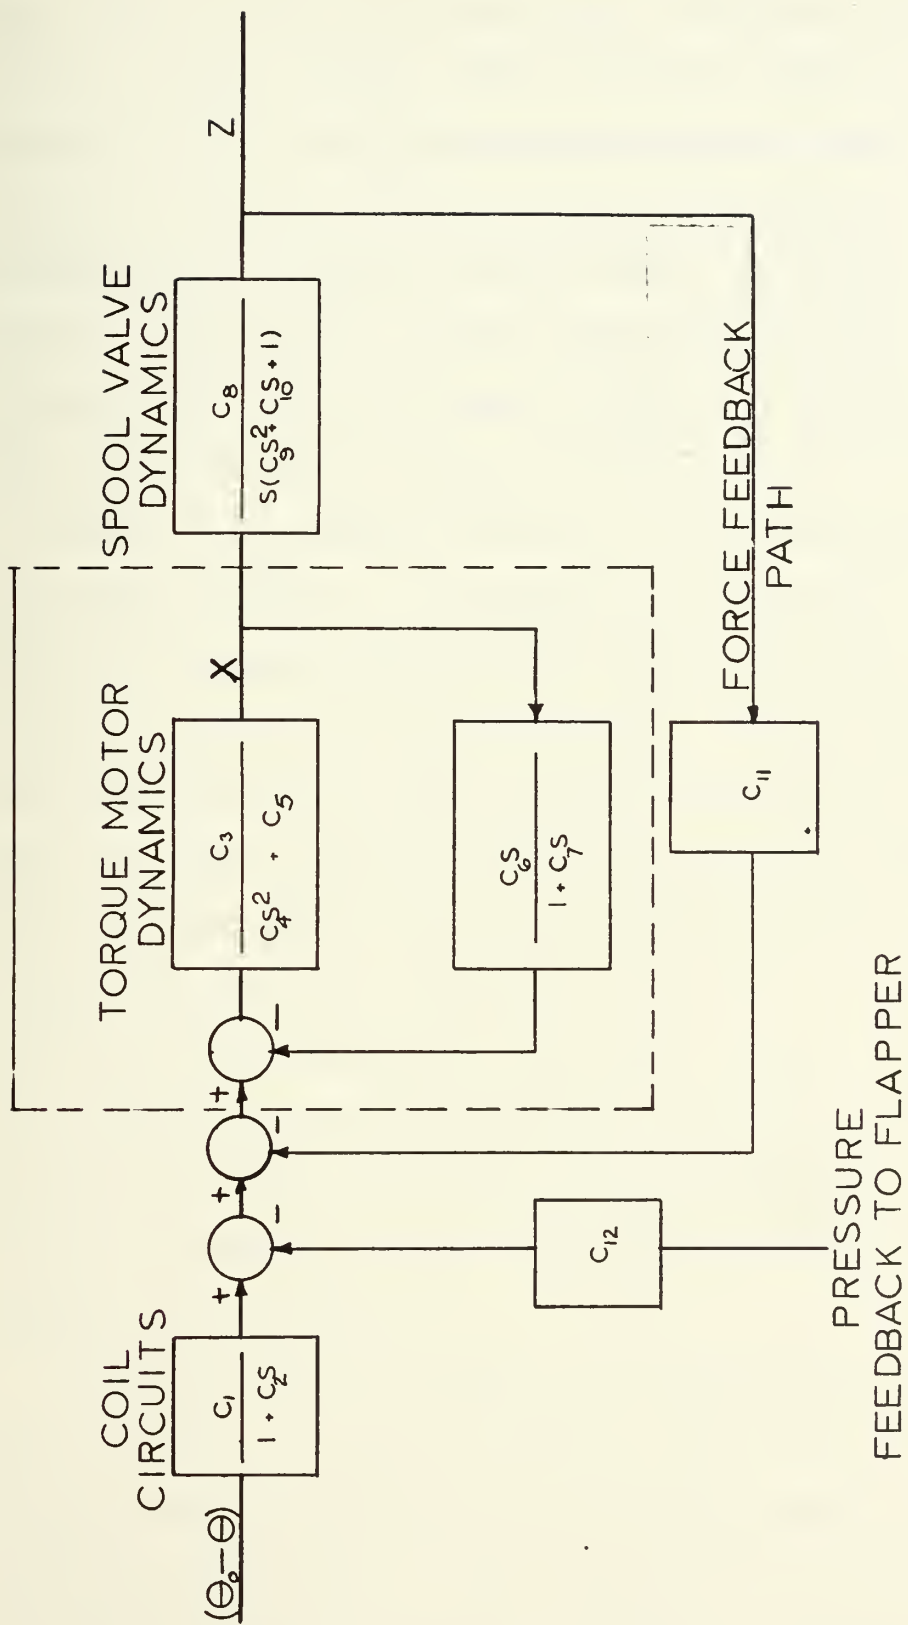 COIL
CIRCUITS
TORQUE MOTOR
DYNAMICS
SPOOL VALVE
DYNAMICS
(Θ₀-Θ)
C₁
1 + C₂S
+
-
+
-
+
-
C₃
C₄S² + C₅
X
C₈
S(C₉S² + C₁₀S + 1)
Z
C₆S
1 + C₇S
C₁₂
C₁₁
FORCE FEEDBACK
PATH
PRESSURE
FEEDBACK TO FLAPPER